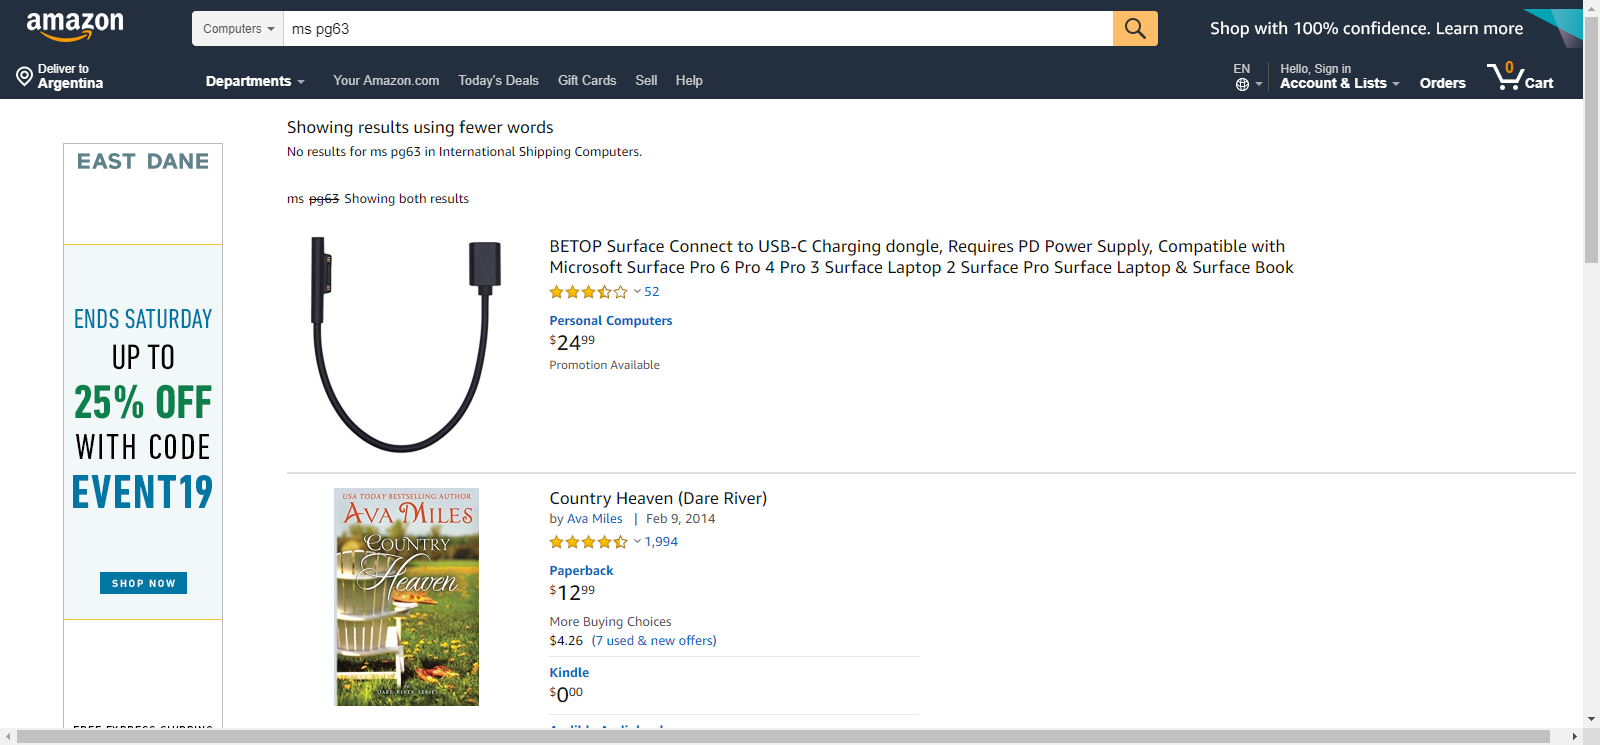 amazon
Computers
ms pg63
Shop with 100% confidence. Learn more
Deliver to
Argentina
Departments
Your Amazon.com
Today's Deals
Gift Cards
Sell
Help
EN
Hello, Sign in
Account & Lists
Orders
0
Cart
Showing results using fewer words
No results for ms pg63 in International Shipping Computers.
ms pg63 Showing both results
EAST DANE
ENDS SATURDAY
UP TO
25% OFF
WITH CODE
EVENT19
SHOP NOW
BETOP Surface Connect to USB-C Charging dongle, Requires PD Power Supply, Compatible with
Microsoft Surface Pro 6 Pro 4 Pro 3 Surface Laptop 2 Surface Pro Surface Laptop & Surface Book
52
Personal Computers
$24 99
Promotion Available
USA TODAY BESTSELLING AUTHOR
AVA MILES
COUNTRY
Heaven
DARE RIVER SERIES
Country Heaven (Dare River)
by Ava Miles | Feb 9, 2014
1,994
Paperback
$12 99
More Buying Choices
$4.26 (7 used & new offers)
Kindle
$0 00